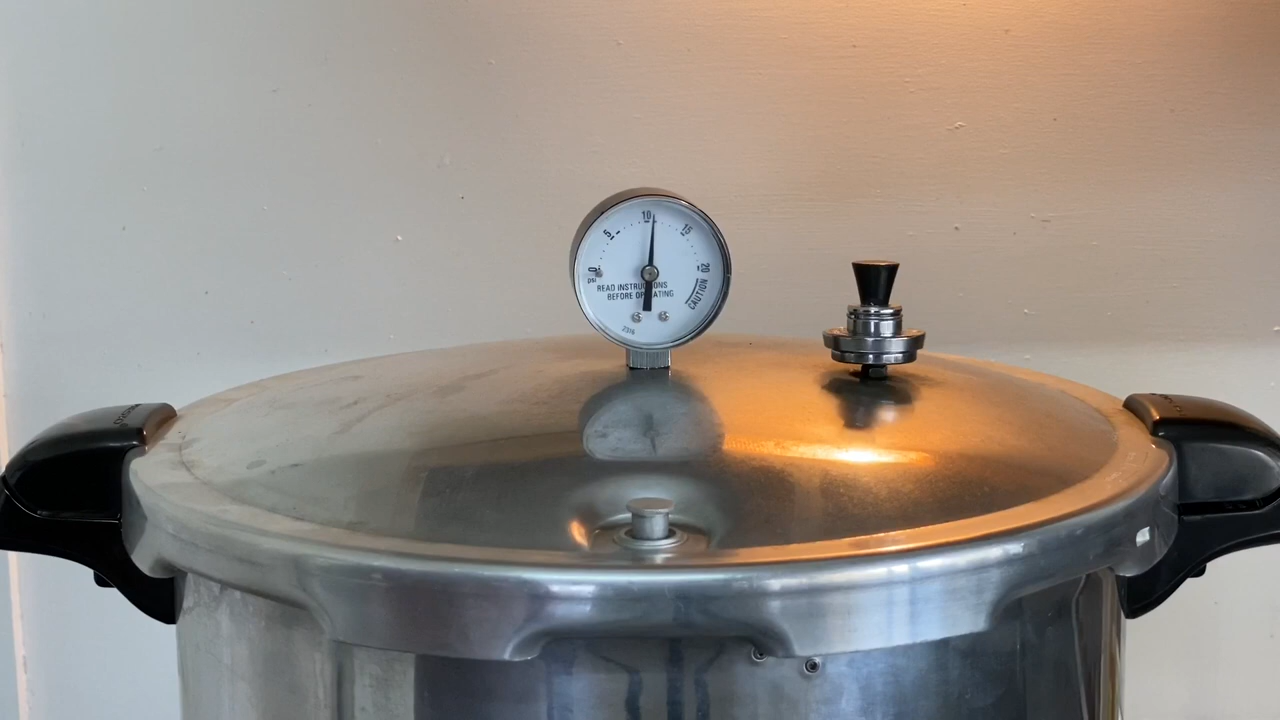 10
5
15
0
20
psi
CAUTION
READ INSTRUCTIONS
BEFORE OPERATING
2316